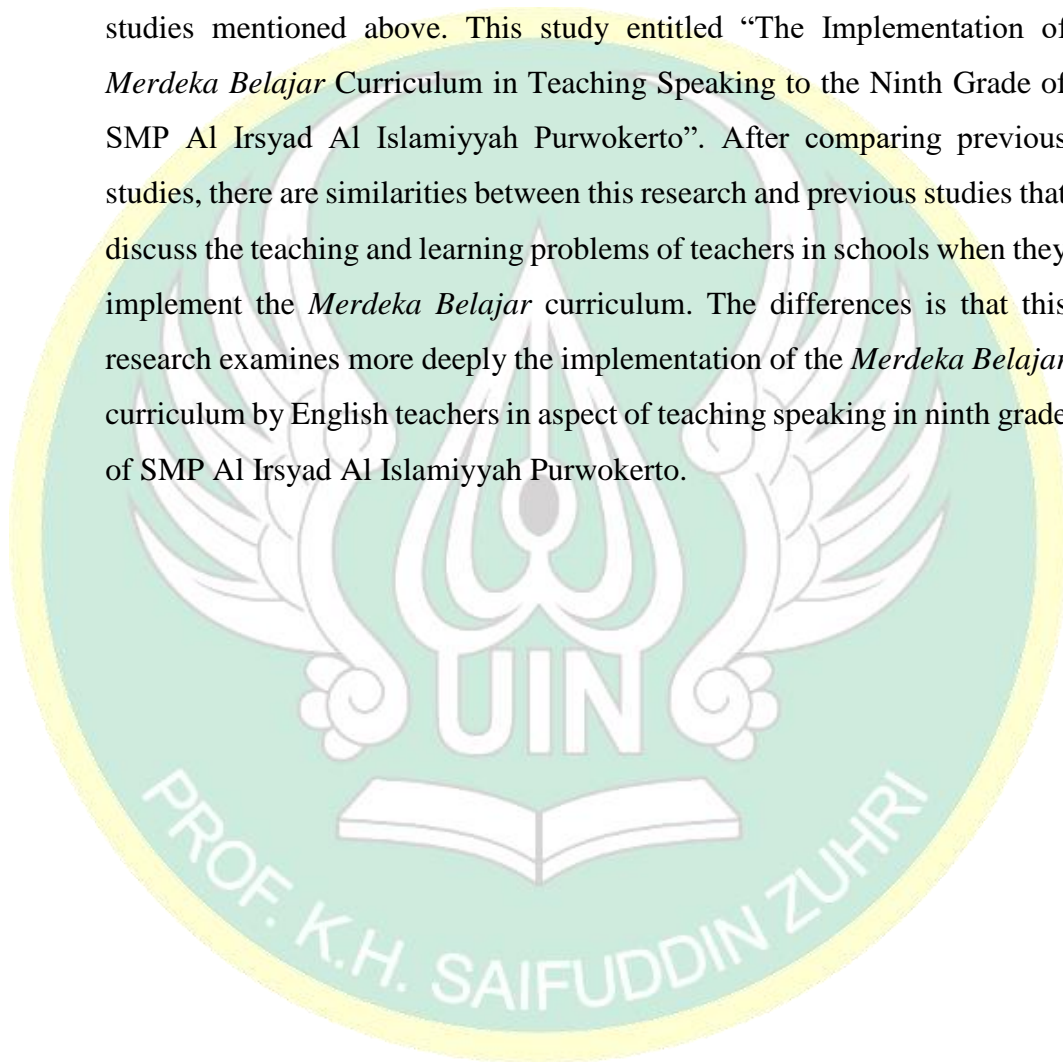 studies mentioned above. This study entitled “The Implementation of
Merdeka Belajar Curriculum in Teaching Speaking to the Ninth Grade of
SMP Al Irsyad Al Islamiyyah Purwokerto”. After comparing previous
studies, there are similarities between this research and previous studies that
discuss the teaching and learning problems of teachers in schools when they
implement the Merdeka Belajar curriculum. The differences is that this
research examines more deeply the implementation of the Merdeka Belajar
curriculum by English teachers in aspect of teaching speaking in ninth grade
of SMP Al Irsyad Al Islamiyyah Purwokerto.
UIN
PROF. K.H. SAIFUDDIN ZUHRI